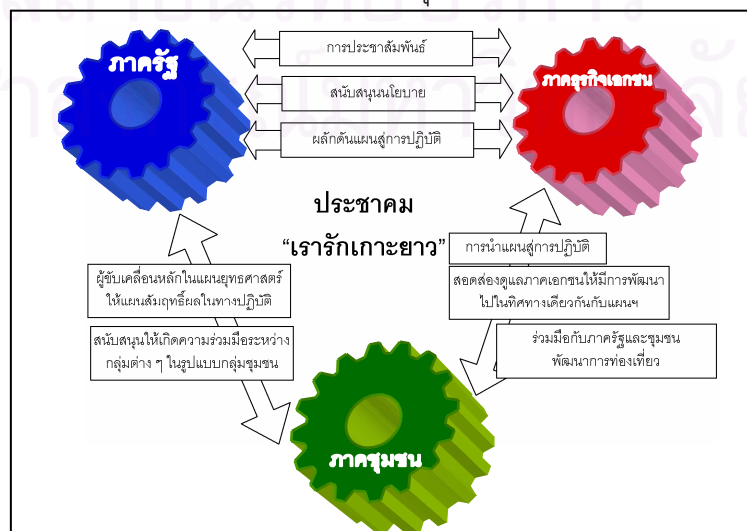 ภาครัฐ
การประชาสัมพันธ์
สนับสนุนนโยบาย
ผลักดันแผนสู่การปฏิบัติ
ภาคธุรกิจเอกชน
ประชาคม
“เรารักเกาะยาว”
ผู้ขับเคลื่อนหลักในแผนยุทธศาสตร์
ให้แผนสัมฤทธิ์ผลในทางปฏิบัติ
สนับสนุนให้เกิดความร่วมมือระหว่าง
กลุ่มต่าง ๆ ในรูปแบบกลุ่มชุมชน
การนำแผนสู่การปฏิบัติ
สอดส่องดูแลภาคเอกชนให้มีการพัฒนา
ไปในทิศทางเดียวกันกับแผนฯ
ร่วมมือกับภาครัฐและชุมชน
พัฒนาการท่องเที่ยว
ภาคชุมชน